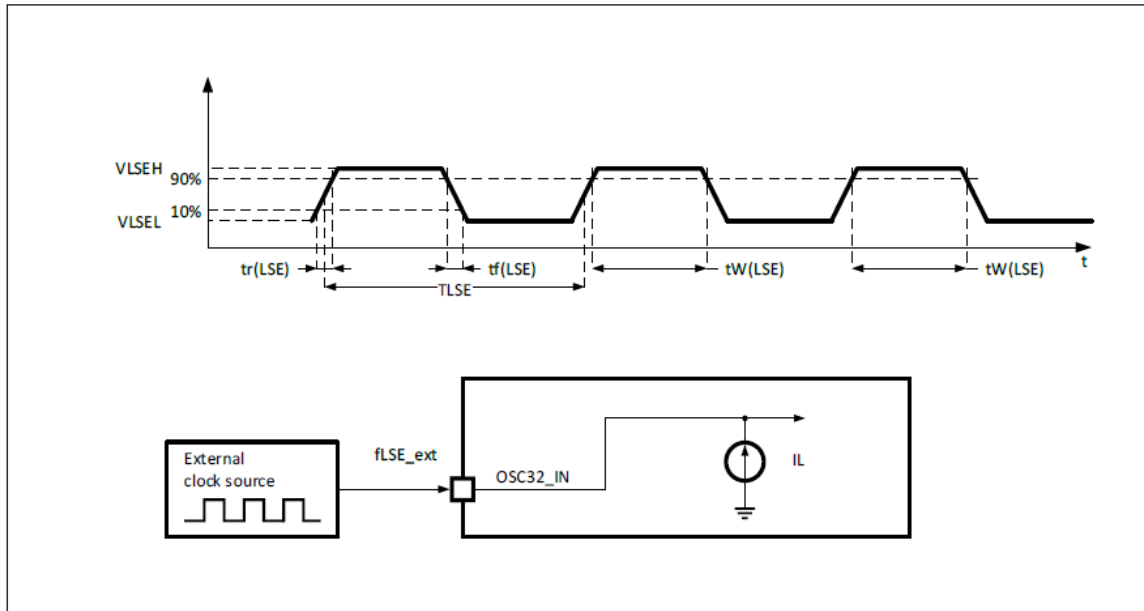 VLSEH
90%
10%
VLSEL
tr(LSE)
tf(LSE)
tW(LSE)
tW(LSE)
t
TLSE
External
clock source
fLSE_ext
OSC32_IN
IL